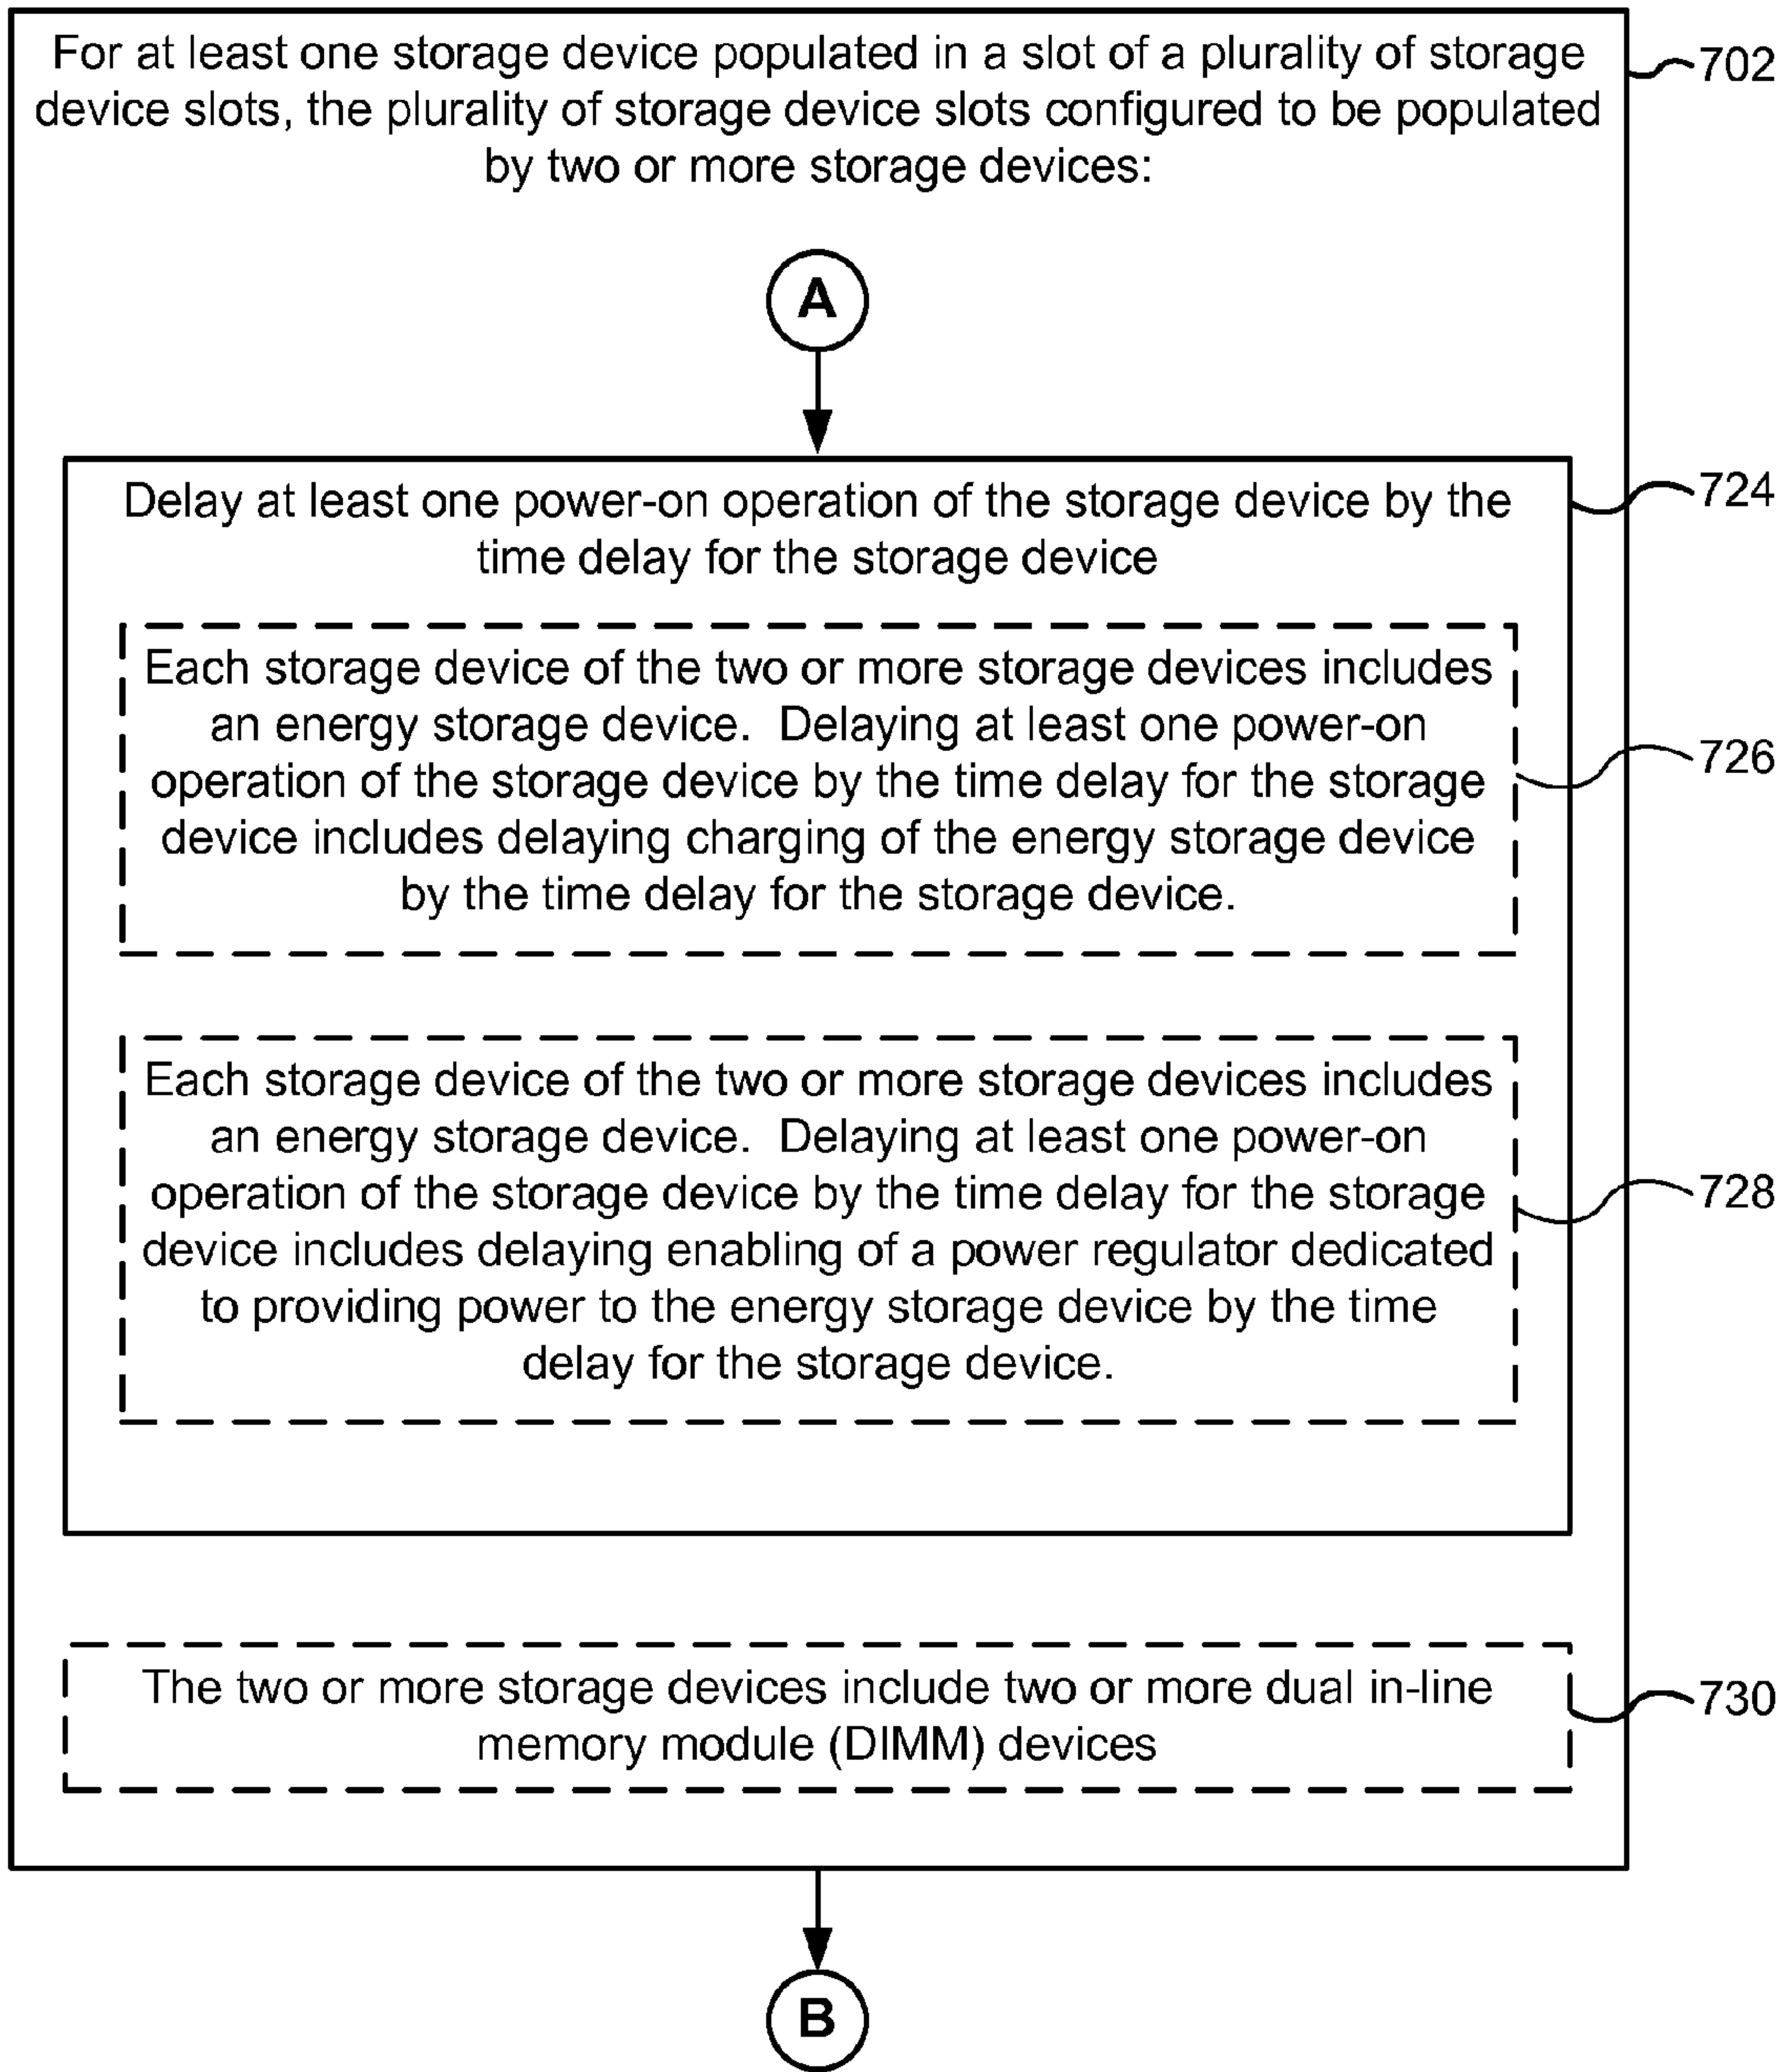 For at least one storage device populated in a slot of a plurality of storage
device slots, the plurality of storage device slots configured to be populated
by two or more storage devices:
702
A
Delay at least one power-on operation of the storage device by the
time delay for the storage device
724
Each storage device of the two or more storage devices includes
an energy storage device.  Delaying at least one power-on
operation of the storage device by the time delay for the storage
device includes delaying charging of the energy storage device
by the time delay for the storage device.
726
Each storage device of the two or more storage devices includes
an energy storage device.  Delaying at least one power-on
operation of the storage device by the time delay for the storage
device includes delaying enabling of a power regulator dedicated
to providing power to the energy storage device by the time
delay for the storage device.
728
The two or more storage devices include two or more dual in-line
memory module (DIMM) devices
730
B